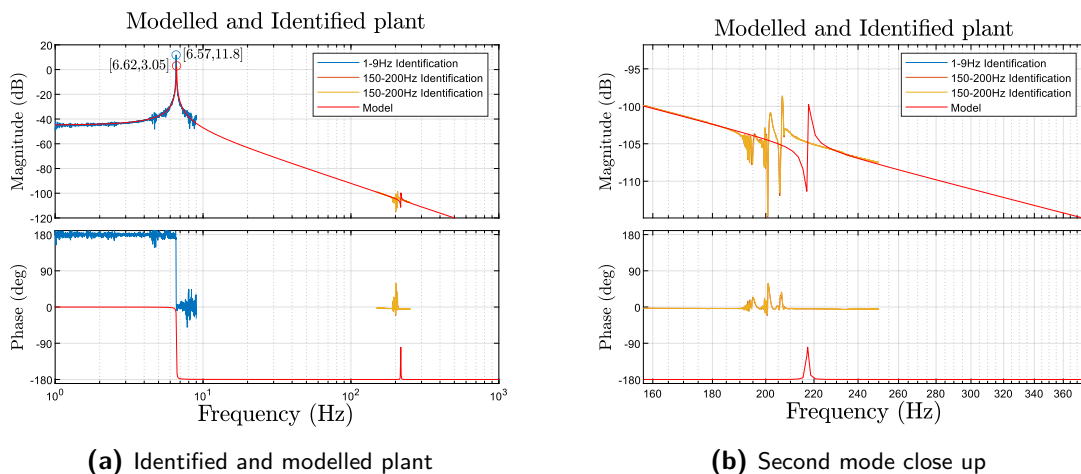 Modelled and Identified plant
[6.57,11.8]
[6.62,3.05]
1-9Hz Identification
150-200Hz Identification
150-200Hz Identification
Model
Magnitude (dB)
20
0
-20
-40
-60
-80
-100
-120
Phase (deg)
180
90
0
-90
-180
10^0
10^1
10^2
10^3
Frequency (Hz)
(a) Identified and modelled plant
Modelled and Identified plant
1-9Hz Identification
150-200Hz Identification
150-200Hz Identification
Model
Magnitude (dB)
-95
-100
-105
-110
Phase (deg)
180
90
0
-90
-180
160 180 200 220 240 260 280 300 320 340 360
Frequency (Hz)
(b) Second mode close up